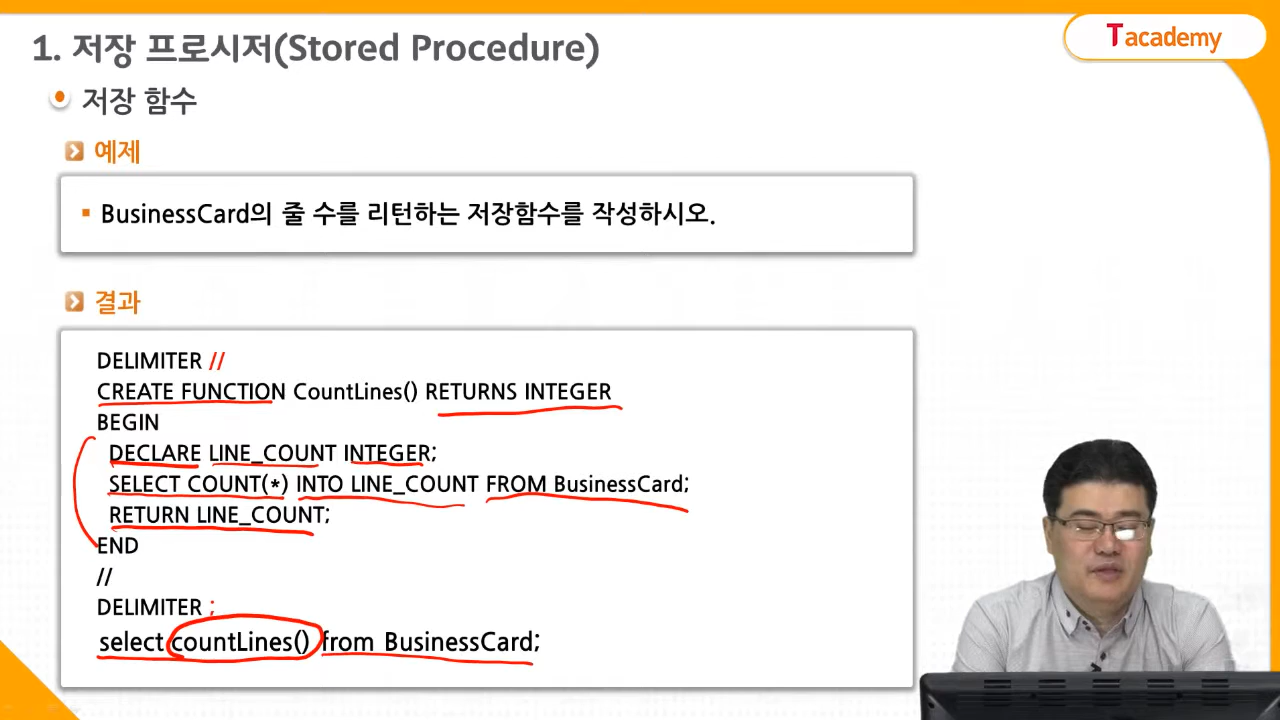 1. 저장 프로시저(Stored Procedure)
Tacademy
저장 함수
예제
BusinessCard의 줄 수를 리턴하는 저장함수를 작성하시오.
결과
DELIMITER //
CREATE FUNCTION CountLines() RETURNS INTEGER
BEGIN
DECLARE LINE_COUNT INTEGER;
SELECT COUNT(*) INTO LINE_COUNT FROM BusinessCard;
RETURN LINE_COUNT;
END
//
DELIMITER ;
select countLines() from BusinessCard;